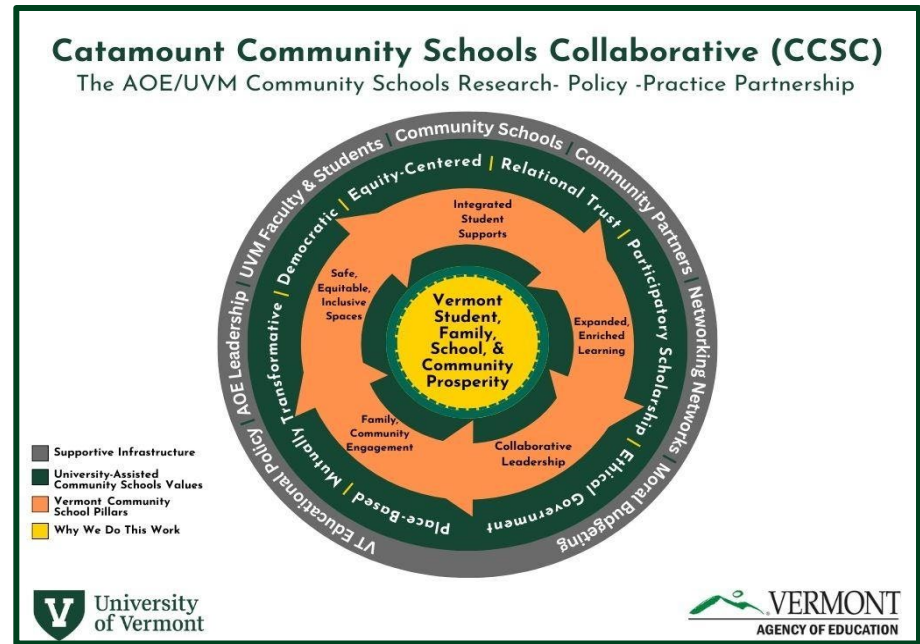 Catamount Community Schools Collaborative (CCSC)
The AOE/UVM Community Schools Research- Policy -Practice Partnership
VT Educational Policy | AOE Leadership | UVM Faculty & Students | Community Schools | Community Partners | Networking Networks | Moral Budgeting
Place-Based | Mutually Transformative | Democratic | Equity-Centered | Relational Trust | Participatory Scholarship | Ethical Government
Integrated
Student
Supports
Safe,
Equitable,
Inclusive
Spaces
Expanded,
Enriched
Learning
Family,
Community
Engagement
Collaborative
Leadership
Vermont
Student,
Family,
School, &
Community
Prosperity
Supportive Infrastructure
University-Assisted
Community Schools Values
Vermont Community
School Pillars
Why We Do This Work
V
University
of Vermont
VERMONT
AGENCY OF EDUCATION